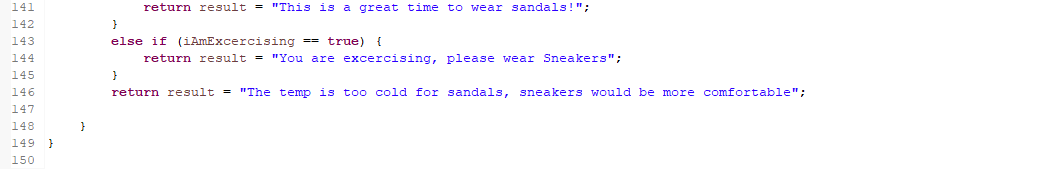 141             return result = "This is a great time to wear sandals!";
142         }
143         else if (iAmExcercising == true) {
144             return result = "You are excercising, please wear Sneakers";
145         }
146         return result = "The temp is too cold for sandals, sneakers would be more comfortable";
147
148     }
149 }
150